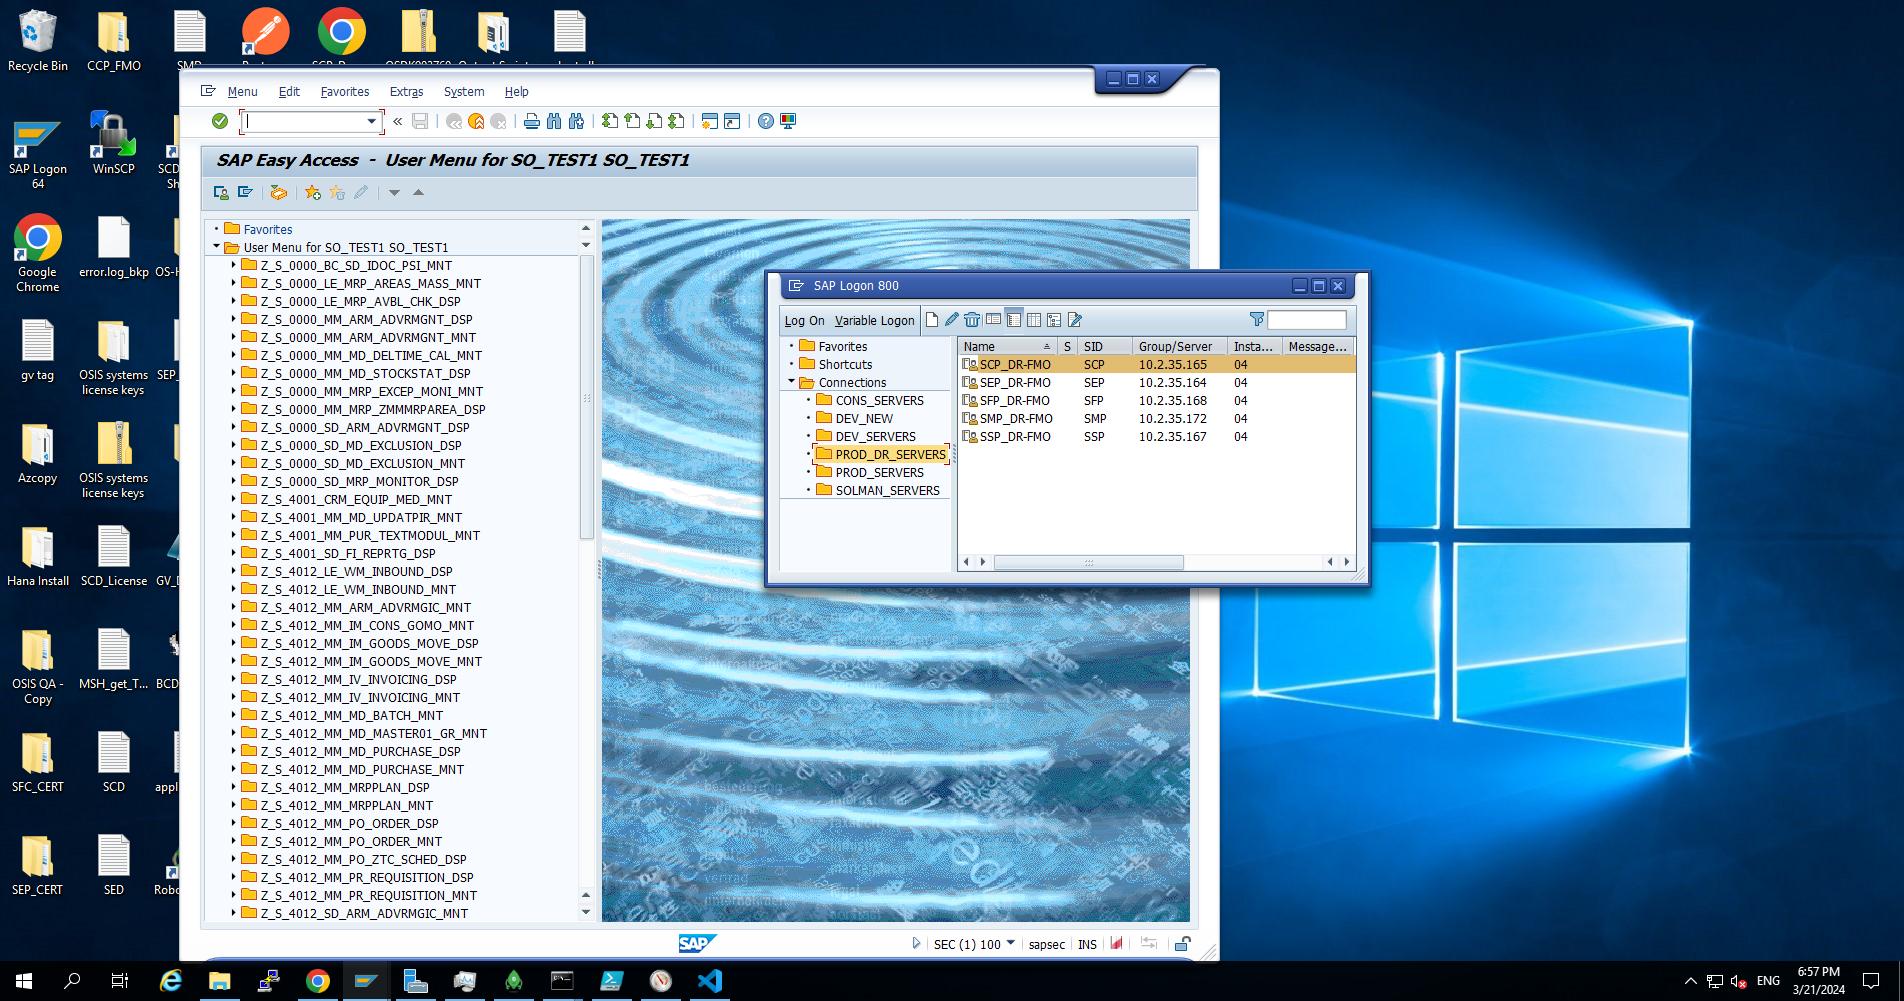 Recycle Bin
CCP_FMO
SAP Logon 64
WinSCP
Google Chrome
error.log_bkp
gv tag
OSIS systems license keys
Azcopy
OSIS systems license keys
Hana Install
SCD_License
OSIS QA - Copy
MSH_get_T...
SFC_CERT
SCD
SEP_CERT
SED
Menu Edit Favorites Extras System Help
SAP Easy Access - User Menu for SO_TEST1 SO_TEST1
Favorites
User Menu for SO_TEST1 SO_TEST1
Z_S_0000_BC_SD_IDOC_PSI_MNT
Z_S_0000_LE_MRP_AREAS_MASS_MNT
Z_S_0000_LE_MRP_AVBL_CHK_DSP
Z_S_0000_MM_ARM_ADVRMGNT_DSP
Z_S_0000_MM_ARM_ADVRMGNT_MNT
Z_S_0000_MM_MD_DELTIME_CAL_MNT
Z_S_0000_MM_MD_STOCKSTAT_DSP
Z_S_0000_MM_MRP_EXCEP_MONI_MNT
Z_S_0000_MM_MRP_ZMMMRPAREA_DSP
Z_S_0000_SD_ARM_ADVRMGNT_DSP
Z_S_0000_SD_MD_EXCLUSION_DSP
Z_S_0000_SD_MD_EXCLUSION_MNT
Z_S_0000_SD_MRP_MONITOR_DSP
Z_S_4001_CRM_EQUIP_MED_MNT
Z_S_4001_MM_MD_UPDATPIR_MNT
Z_S_4001_MM_PUR_TEXTMODUL_MNT
Z_S_4001_SD_FI_REPRTG_DSP
Z_S_4012_LE_WM_INBOUND_DSP
Z_S_4012_LE_WM_INBOUND_MNT
Z_S_4012_MM_ARM_ADVRMGIC_MNT
Z_S_4012_MM_IM_CONS_GOMO_MNT
Z_S_4012_MM_IM_GOODS_MOVE_DSP
Z_S_4012_MM_IM_GOODS_MOVE_MNT
Z_S_4012_MM_IV_INVOICING_DSP
Z_S_4012_MM_IV_INVOICING_MNT
Z_S_4012_MM_MD_BATCH_MNT
Z_S_4012_MM_MD_MASTER01_GR_MNT
Z_S_4012_MM_MD_PURCHASE_DSP
Z_S_4012_MM_MD_PURCHASE_MNT
Z_S_4012_MM_MRPPLAN_DSP
Z_S_4012_MM_MRPPLAN_MNT
Z_S_4012_MM_PO_ORDER_DSP
Z_S_4012_MM_PO_ORDER_MNT
Z_S_4012_MM_PO_ZTC_SCHED_DSP
Z_S_4012_MM_PR_REQUISITION_DSP
Z_S_4012_MM_PR_REQUISITION_MNT
Z_S_4012_SD_ARM_ADVRMGIC_MNT
SAP Logon 800
Log On Variable Logon
Favorites
Shortcuts
Connections
CONS_SERVERS
DEV_NEW
DEV_SERVERS
PROD_DR_SERVERS
PROD_SERVERS
SOLMAN_SERVERS
Name S SID Group/Server Insta... Message...
SCP_DR-FMO SCP 10.2.35.165 04
SEP_DR-FMO SEP 10.2.35.164 04
SFP_DR-FMO SFP 10.2.35.168 04
SMP_DR-FMO SMP 10.2.35.172 04
SSP_DR-FMO SSP 10.2.35.167 04
SAP
SEC (1) 100 sapsec INS
ENG
6:57 PM
3/21/2024